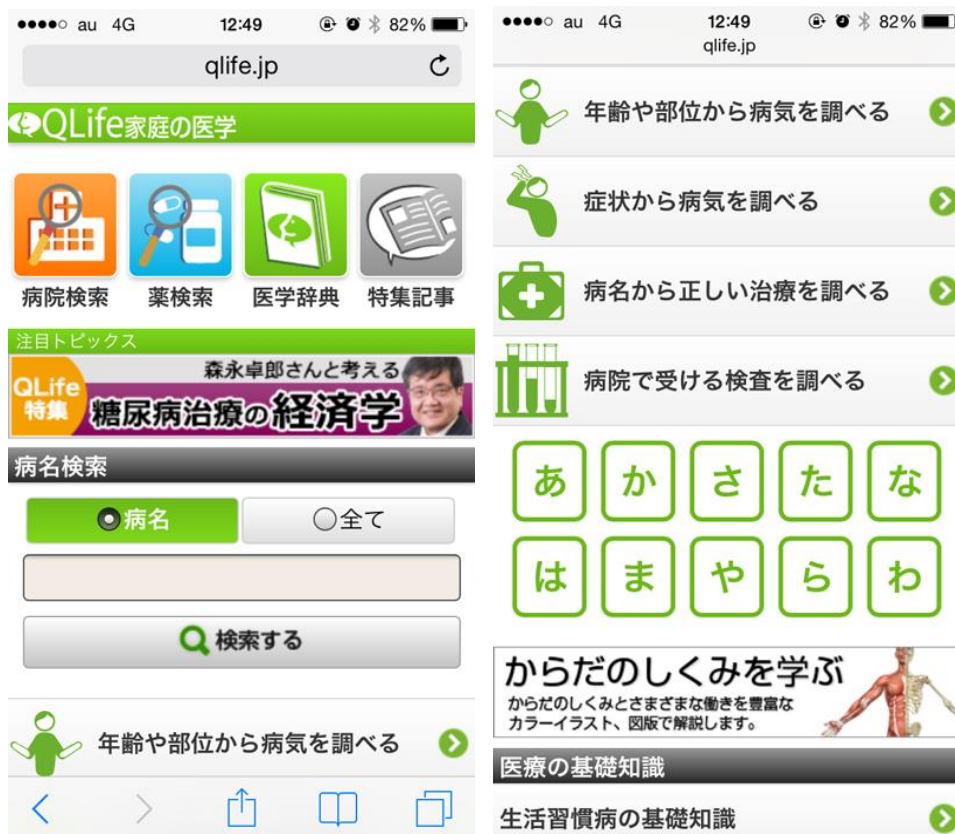 au 4G 12:49 82%
qlife.jp
QLife家庭の医学
病院検索 薬検索 医学辞典 特集記事
注目トピックス
QLife
特集
森永卓郎さんと考える
糖尿病治療の経済学
病名検索
病名 全て
検索する
年齢や部位から病気を調べる
au 4G 12:49 82%
qlife.jp
年齢や部位から病気を調べる
症状から病気を調べる
病名から正しい治療を調べる
病院で受ける検査を調べる
あ か さ た な
は ま や ら わ
からだのしくみを学ぶ
からだのしくみとさまざまな働きを豊富な
カラーイラスト、図版で解説します。
医療の基礎知識
生活習慣病の基礎知識